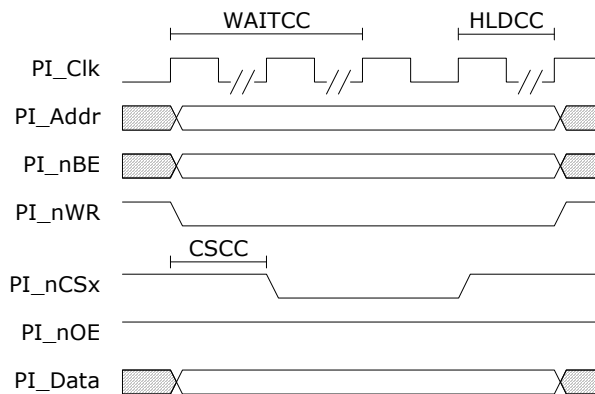 WAITCC HLDCC
PI_Clk
PI_Addr
PI_nBE
PI_nWR
CSCC
PI_nCSx
PI_nOE
PI_Data